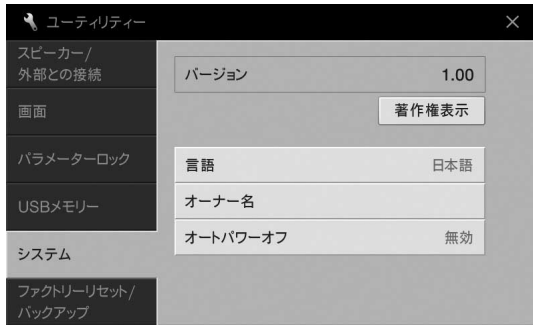 ユーティリティー
スピーカー/
外部との接続
画面
パラメーターロック
USBメモリー
システム
ファクトリーリセット/
バックアップ
バージョン 1.00
著作権表示
言語 日本語
オーナー名
オートパワーオフ 無効